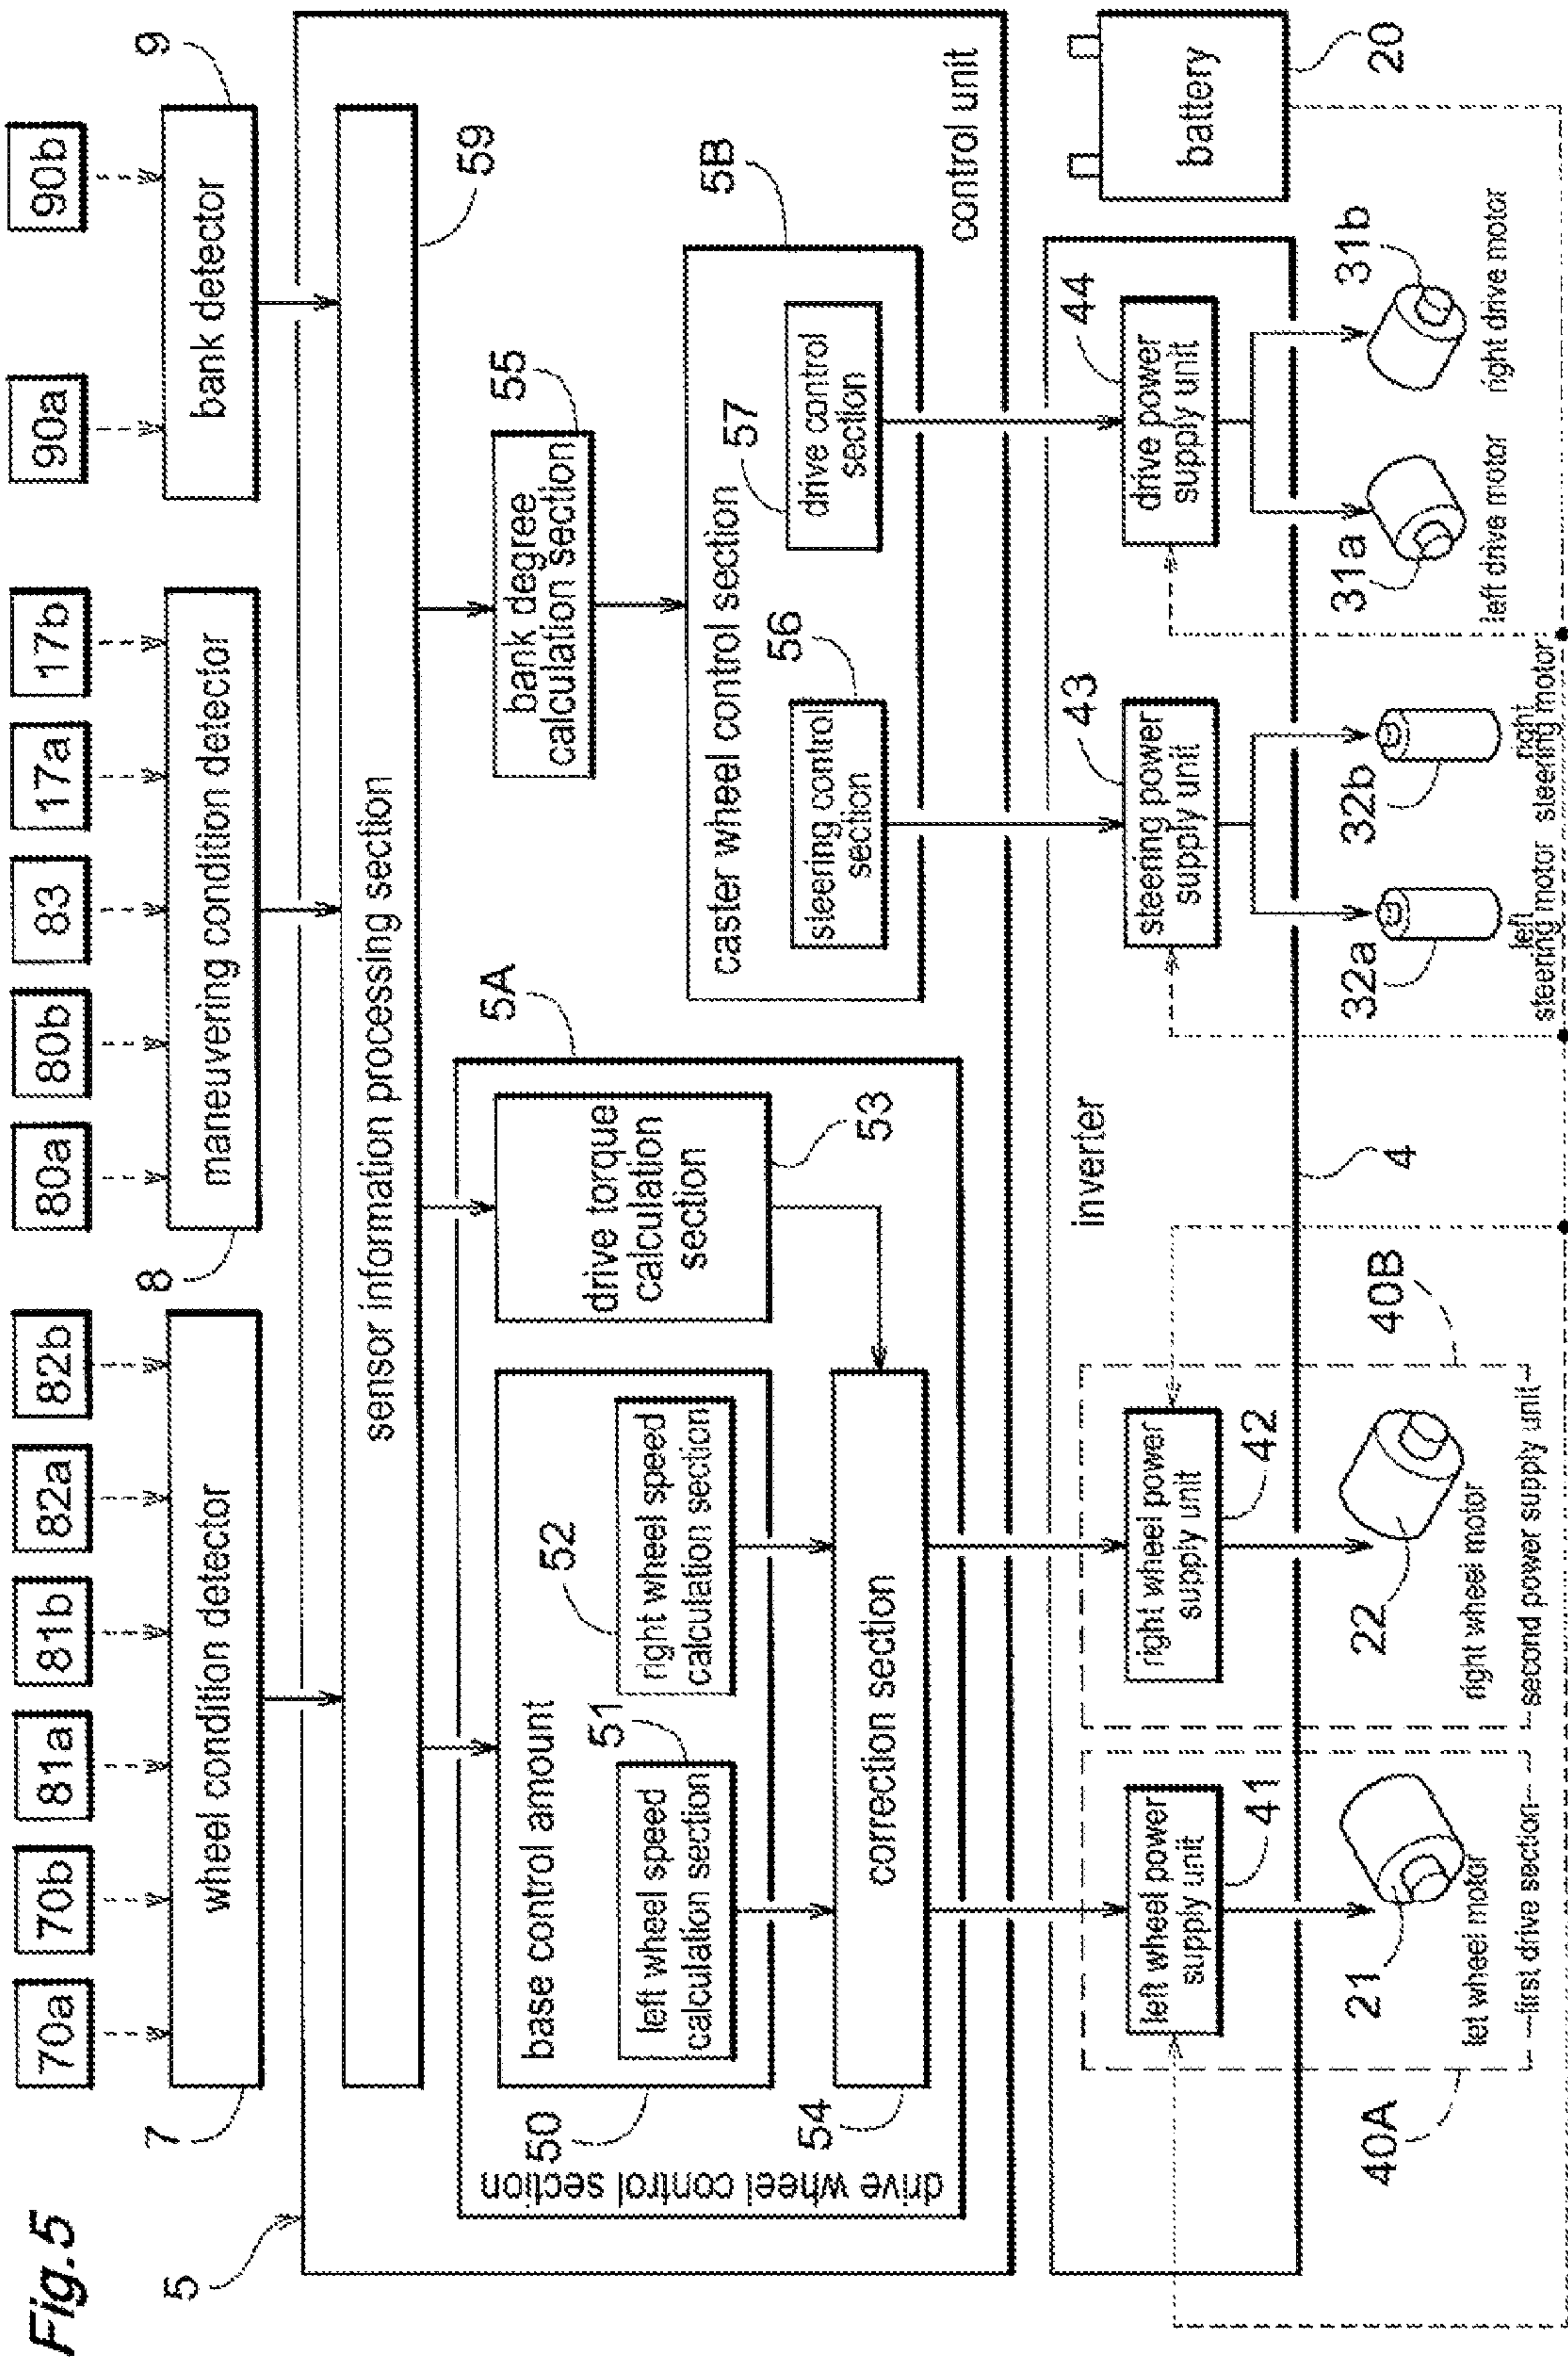 Fig.5
70a
70b
81a
81b
82a
82b
80a
80b
83
17a
17b
90a
90b
7
wheel condition detector
8
maneuvering condition detector
9
bank detector
5
sensor information processing section
59
5A
drive wheel control section
50
base control amount
51
left wheel speed
calculation section
52
right wheel speed
calculation section
drive torque
calculation
section
53
54
correction section
55
bank degree
calculation section
5B
caster wheel control section
56
steering control
section
57
drive control
section
control unit
inverter
4
left wheel power
supply unit
41
right wheel power
supply unit
42
43
steering power
supply unit
44
drive power
supply unit
battery
20
40A
21
let wheel motor
first drive section
40B
22
right wheel motor
second power supply unit
32a
left
steering motor
32b
right
steering motor
31a
left drive motor
31b
right drive motor